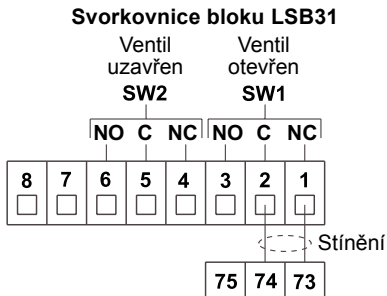 Svorkovnice bloku LSB31
Ventil uzavřen SW2
Ventil otevřen SW1
NO C NC NO C NC
8 7 6 5 4 3 2 1
Stínění
75 74 73